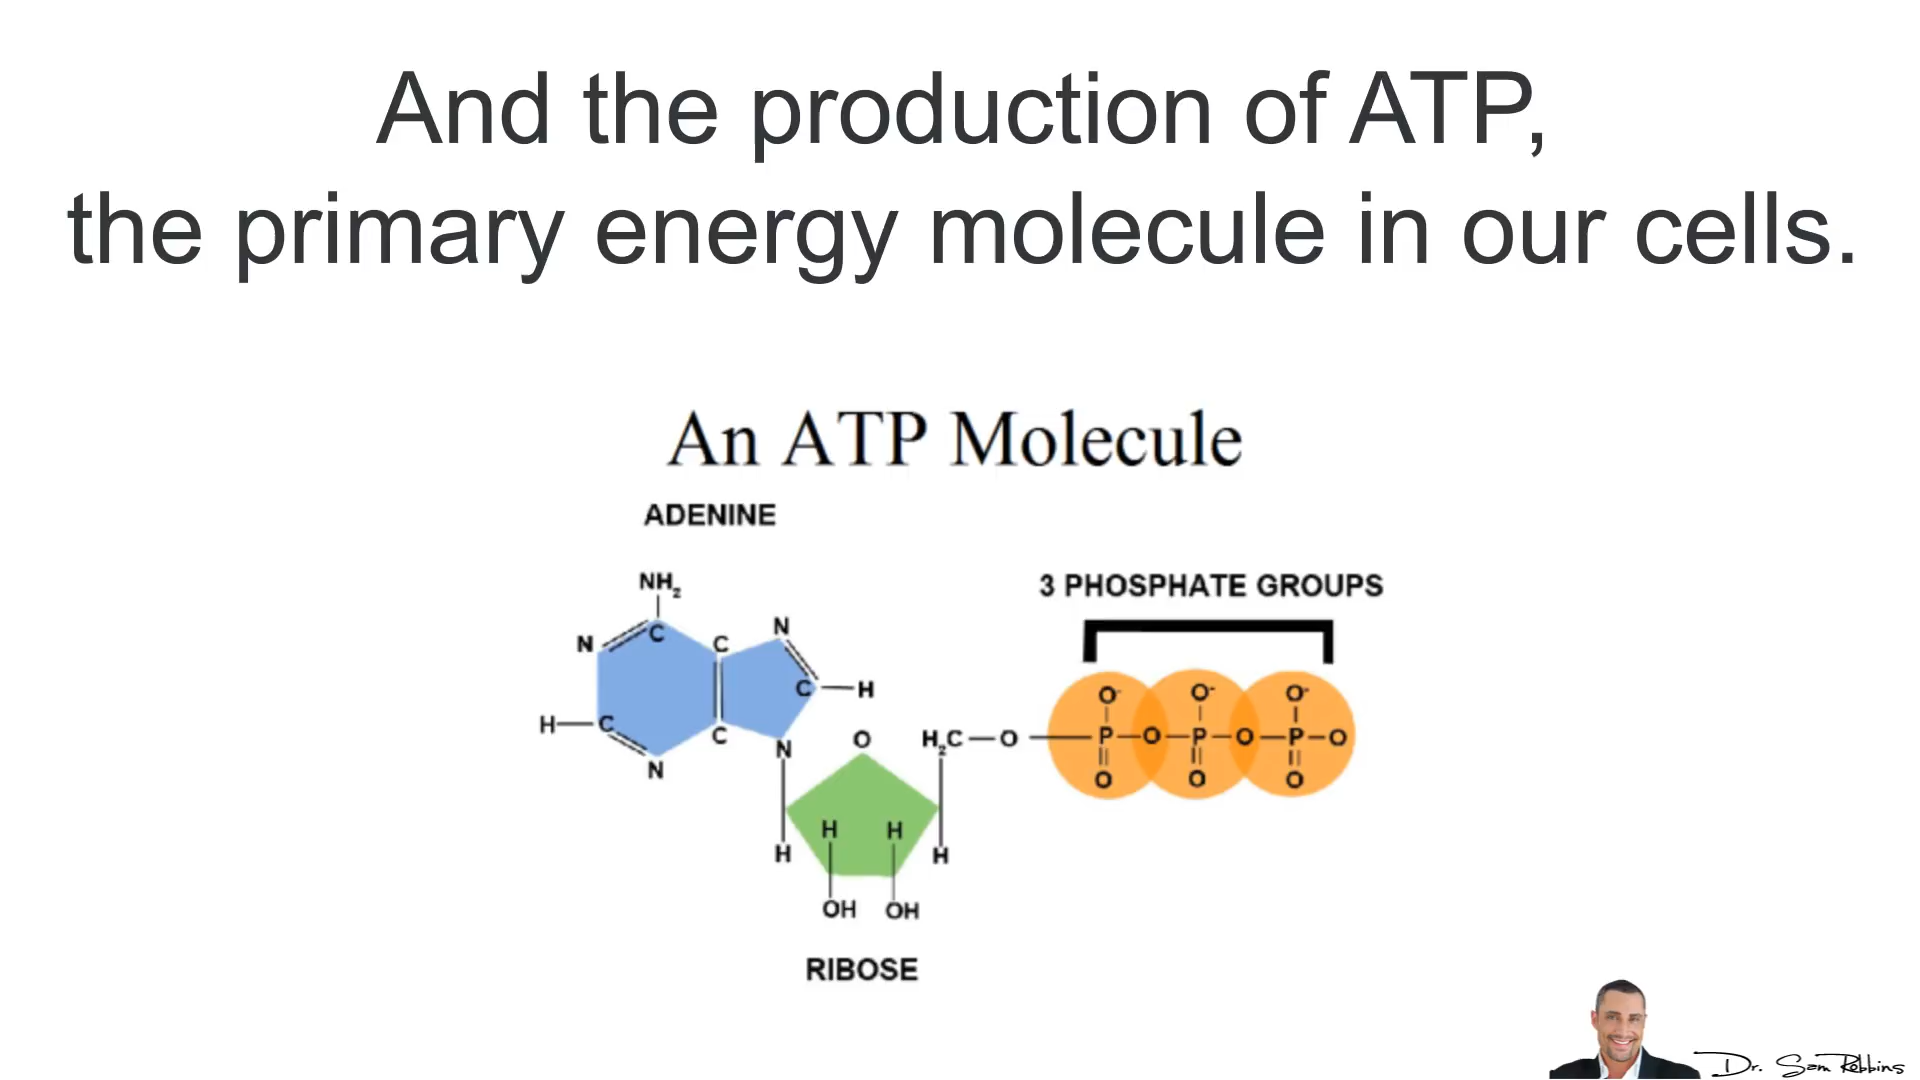 And the production of ATP,
the primary energy molecule in our cells.
An ATP Molecule
ADENINE
3 PHOSPHATE GROUPS
NH₂
N
C
C
N
C—H
H—C
N
C
N
O
H₂C—O
O⁻ O⁻ O⁻
P—O—P—O—P—O
O O O
H H
H H
OH OH
RIBOSE
Dr. Sam Robbins